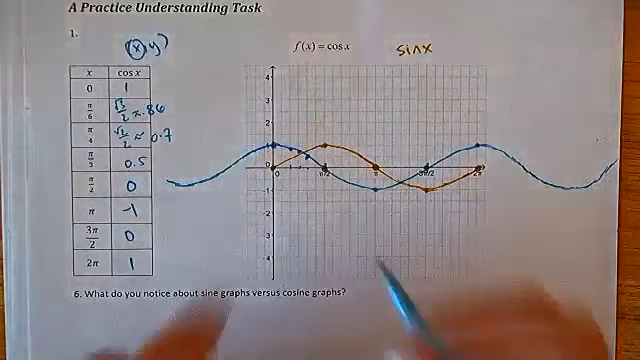 A Practice Understanding Task
1.
(x, y)
f(x) = cos x
sinx
x cos x
0 1
π/6 √3/2 ≈ .86
π/4 √2/2 ≈ 0.7
π/3 0.5
π/2 0
π -1
3π/2 0
2π 1
4
3
2
1
0
0 π/2 π 3π/2 2π
-1
-2
-3
-4
6. What do you notice about sine graphs versus cosine graphs?